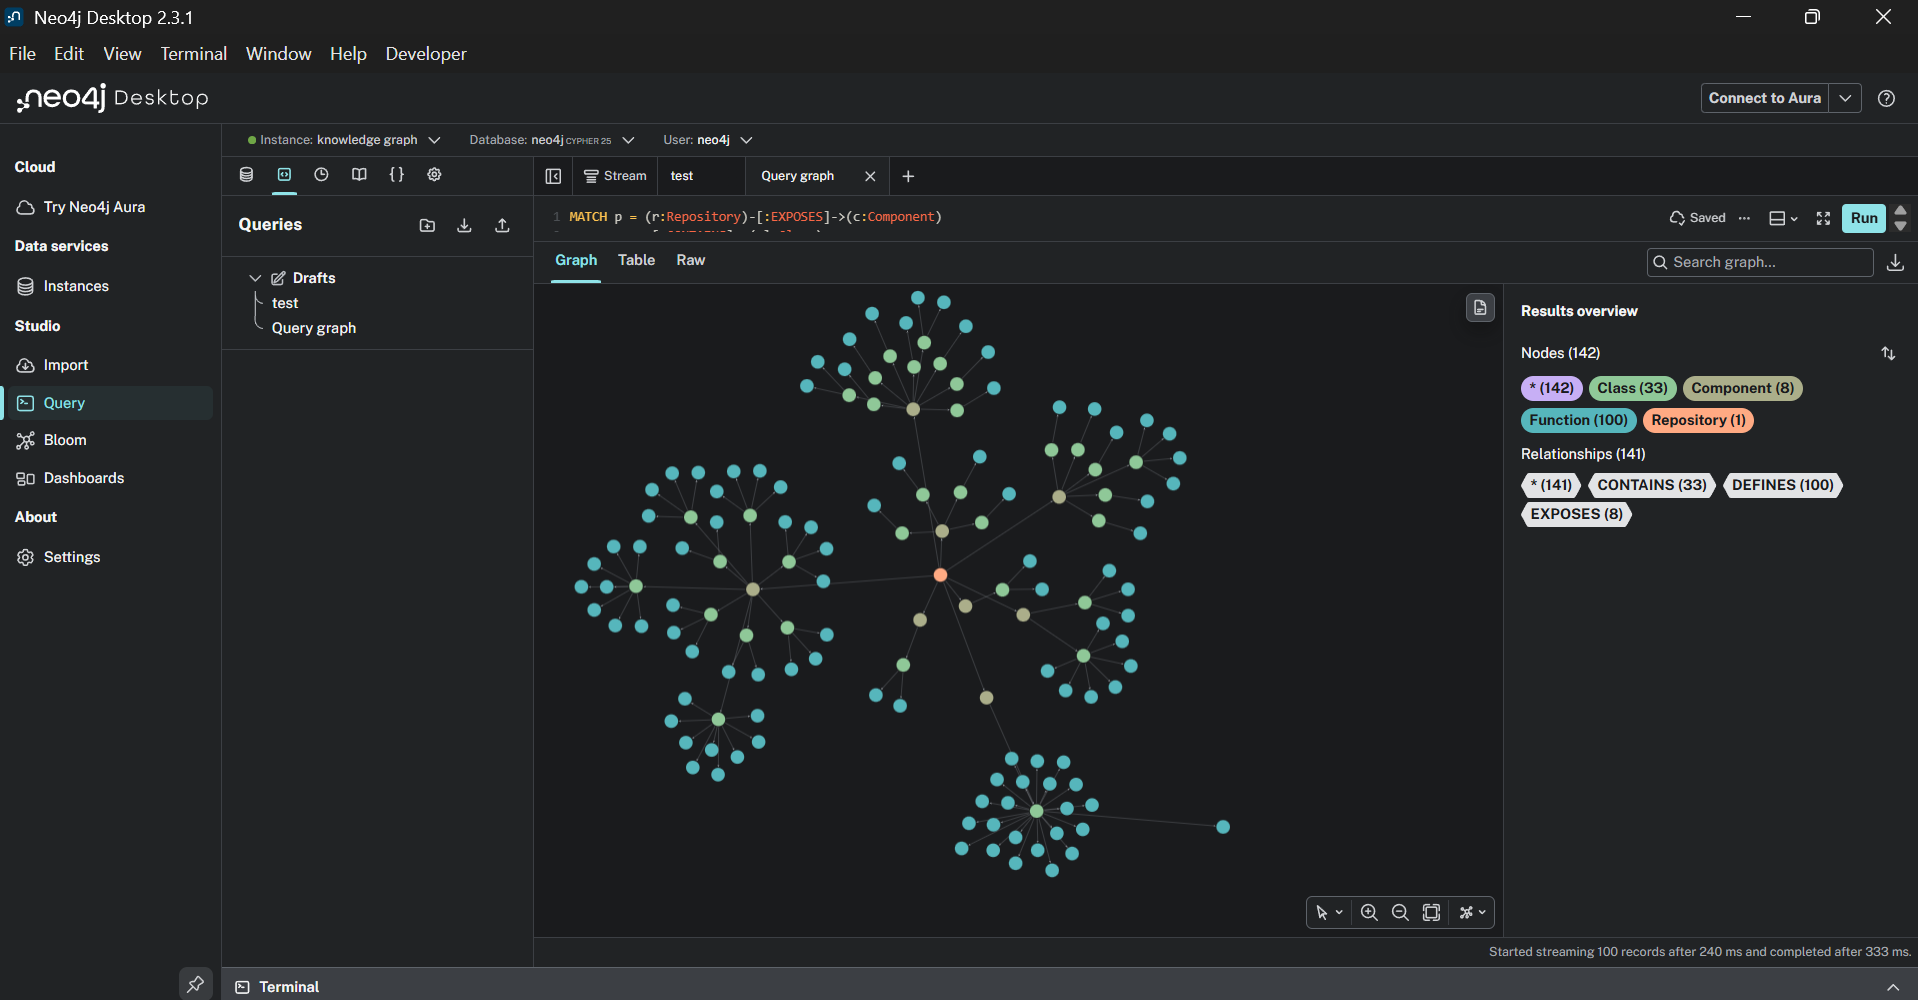 Neo4j Desktop 2.3.1
File Edit View Terminal Window Help Developer
neo4j Desktop
Connect to Aura
Instance: knowledge graph Database: neo4j CYPHER 25 User: neo4j
Cloud
Try Neo4j Aura
Data services
Instances
Studio
Import
Query
Bloom
Dashboards
About
Settings
Queries
Drafts
test
Query graph
Stream test Query graph
1 MATCH p = (r:Repository)-[:EXPOSES]->(c:Component)
Saved
Run
Graph Table Raw
Search graph...
Results overview
Nodes (142)
* (142) Class (33) Component (8)
Function (100) Repository (1)
Relationships (141)
* (141) CONTAINS (33) DEFINES (100)
EXPOSES (8)
Started streaming 100 records after 240 ms and completed after 333 ms.
Terminal